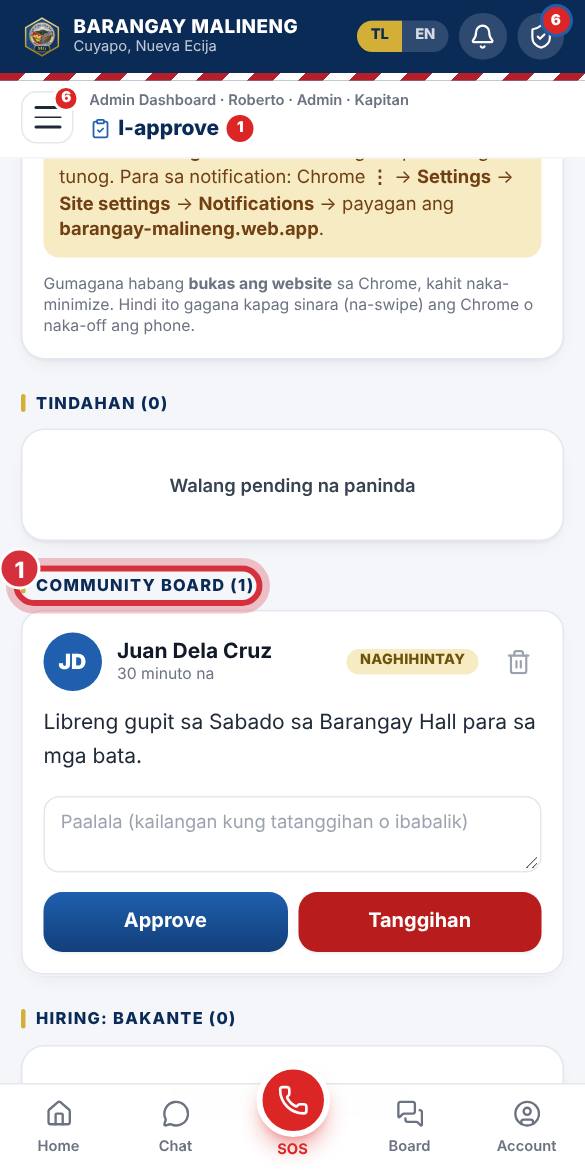 BARANGAY MALINENG
Cuyapo, Nueva Ecija
TL EN
6
6
Admin Dashboard · Roberto · Admin · Kapitan
I-approve 1
tunog. Para sa notification: Chrome ⋮ → Settings →
Site settings → Notifications → payagan ang
barangay-malineng.web.app.
Gumagana habang bukas ang website sa Chrome, kahit naka-
minimize. Hindi ito gagana kapag sinara (na-swipe) ang Chrome o
naka-off ang phone.
TINDAHAN (0)
Walang pending na paninda
1
COMMUNITY BOARD (1)
JD
Juan Dela Cruz
30 minuto na
NAGHIHINTAY
Libreng gupit sa Sabado sa Barangay Hall para sa
mga bata.
Paalala (kailangan kung tatanggihan o ibabalik)
Approve Tanggihan
HIRING: BAKANTE (0)
Home Chat SOS Board Account